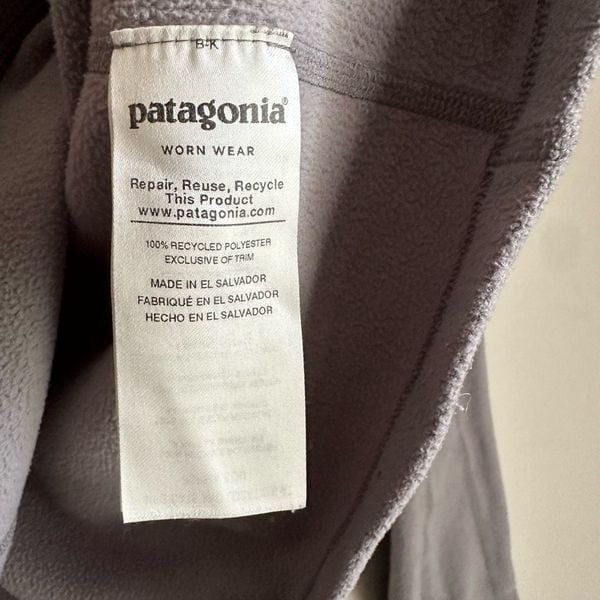 B-K
patagonia®
WORN WEAR
Repair, Reuse, Recycle
This Product
www.patagonia.com
100% RECYCLED POLYESTER
EXCLUSIVE OF TRIM
MADE IN EL SALVADOR
FABRIQUÉ EN EL SALVADOR
HECHO EN EL SALVADOR